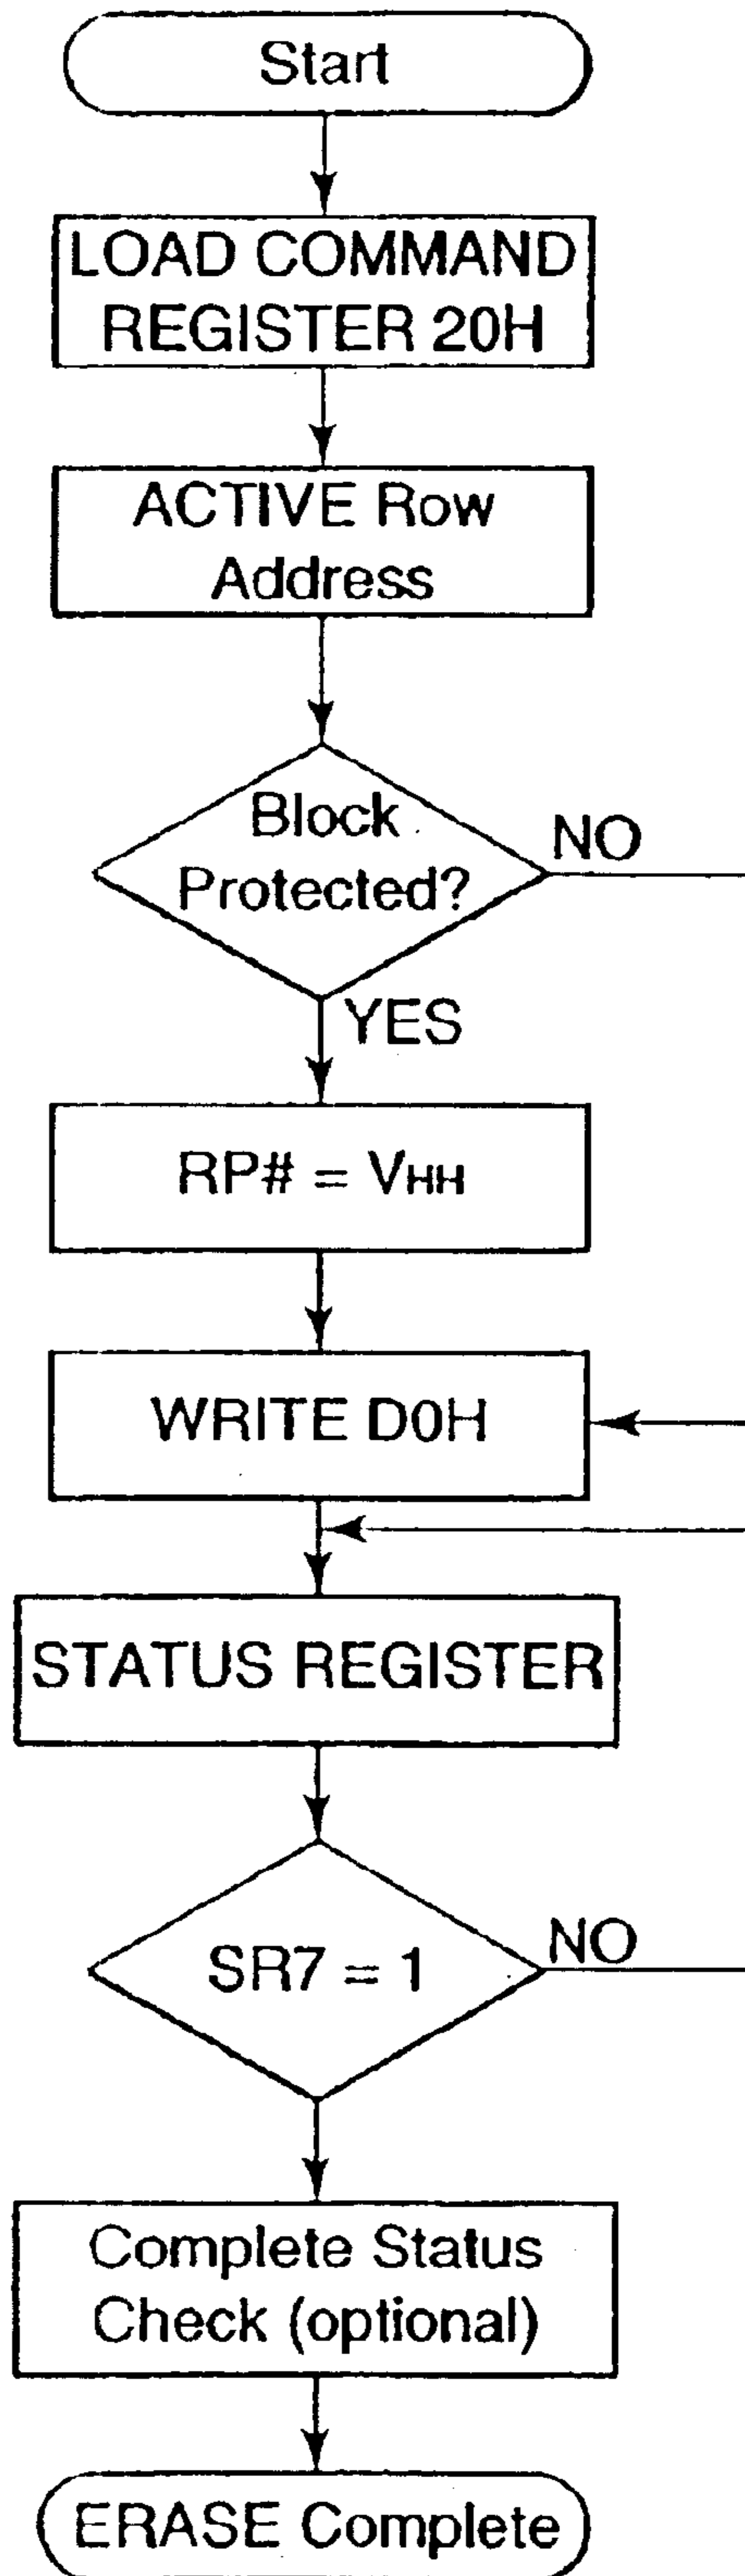 Start
LOAD COMMAND
REGISTER 20H
ACTIVE Row
Address
Block
Protected?
NO
YES
RP# = VHH
WRITE D0H
STATUS REGISTER
SR7 = 1
NO
Complete Status
Check (optional)
ERASE Complete